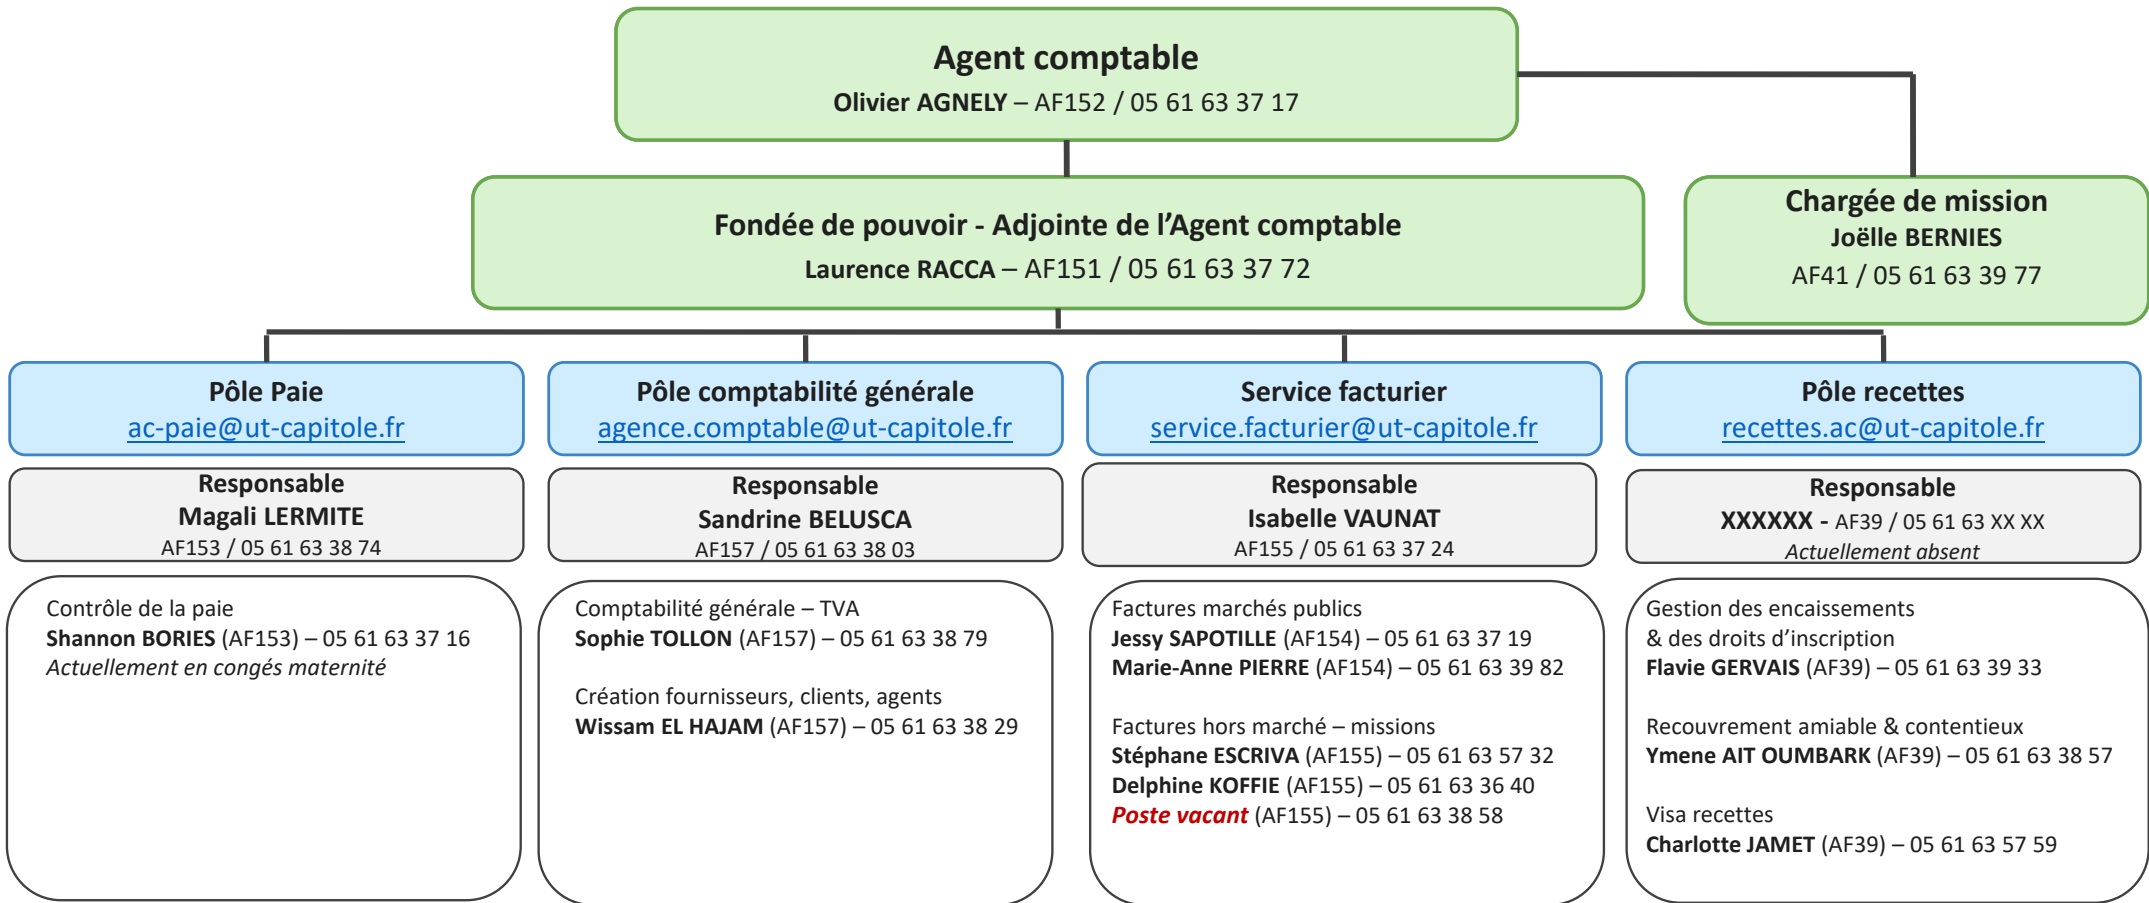 Agent comptable
Olivier AGNELY – AF152 / 05 61 63 37 17
Fondée de pouvoir - Adjointe de l’Agent comptable
Laurence RACCA – AF151 / 05 61 63 37 72
Chargée de mission
Joëlle BERNIES
AF41 / 05 61 63 39 77
Pôle Paie
ac-paie@ut-capitole.fr
Responsable
Magali LERMITE
AF153 / 05 61 63 38 74
Contrôle de la paie
Shannon BORIES (AF153) – 05 61 63 37 16
Actuellement en congés maternité
Pôle comptabilité générale
agence.comptable@ut-capitole.fr
Responsable
Sandrine BELUSCA
AF157 / 05 61 63 38 03
Comptabilité générale – TVA
Sophie TOLLON (AF157) – 05 61 63 38 79
Création fournisseurs, clients, agents
Wissam EL HAJAM (AF157) – 05 61 63 38 29
Service facturier
service.facturier@ut-capitole.fr
Responsable
Isabelle VAUNAT
AF155 / 05 61 63 37 24
Factures marchés publics
Jessy SAPOTILLE (AF154) – 05 61 63 37 19
Marie-Anne PIERRE (AF154) – 05 61 63 39 82
Factures hors marché – missions
Stéphane ESCRIVA (AF155) – 05 61 63 57 32
Delphine KOFFIE (AF155) – 05 61 63 36 40
Poste vacant (AF155) – 05 61 63 38 58
Pôle recettes
recettes.ac@ut-capitole.fr
Responsable
XXXXXX - AF39 / 05 61 63 XX XX
Actuellement absent
Gestion des encaissements
& des droits d’inscription
Flavie GERVAIS (AF39) – 05 61 63 39 33
Recouvrement amiable & contentieux
Ymene AIT OUMBARK (AF39) – 05 61 63 38 57
Visa recettes
Charlotte JAMET (AF39) – 05 61 63 57 59